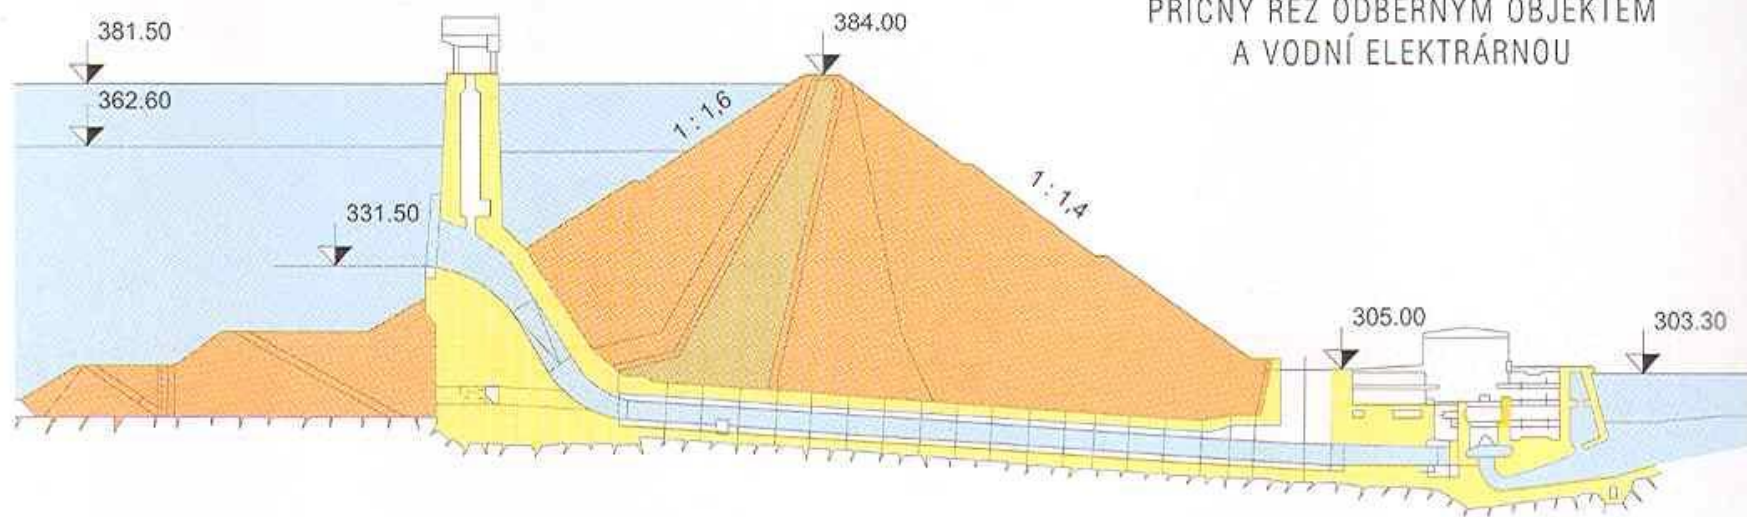 PŘÍČNÝ ŘEZ ODBĚRNÝM OBJEKTEM
A VODNÍ ELEKTRÁRNOU
381.50
384.00
362.60
1 : 1,6
331.50
1 : 1,4
305.00
303.30